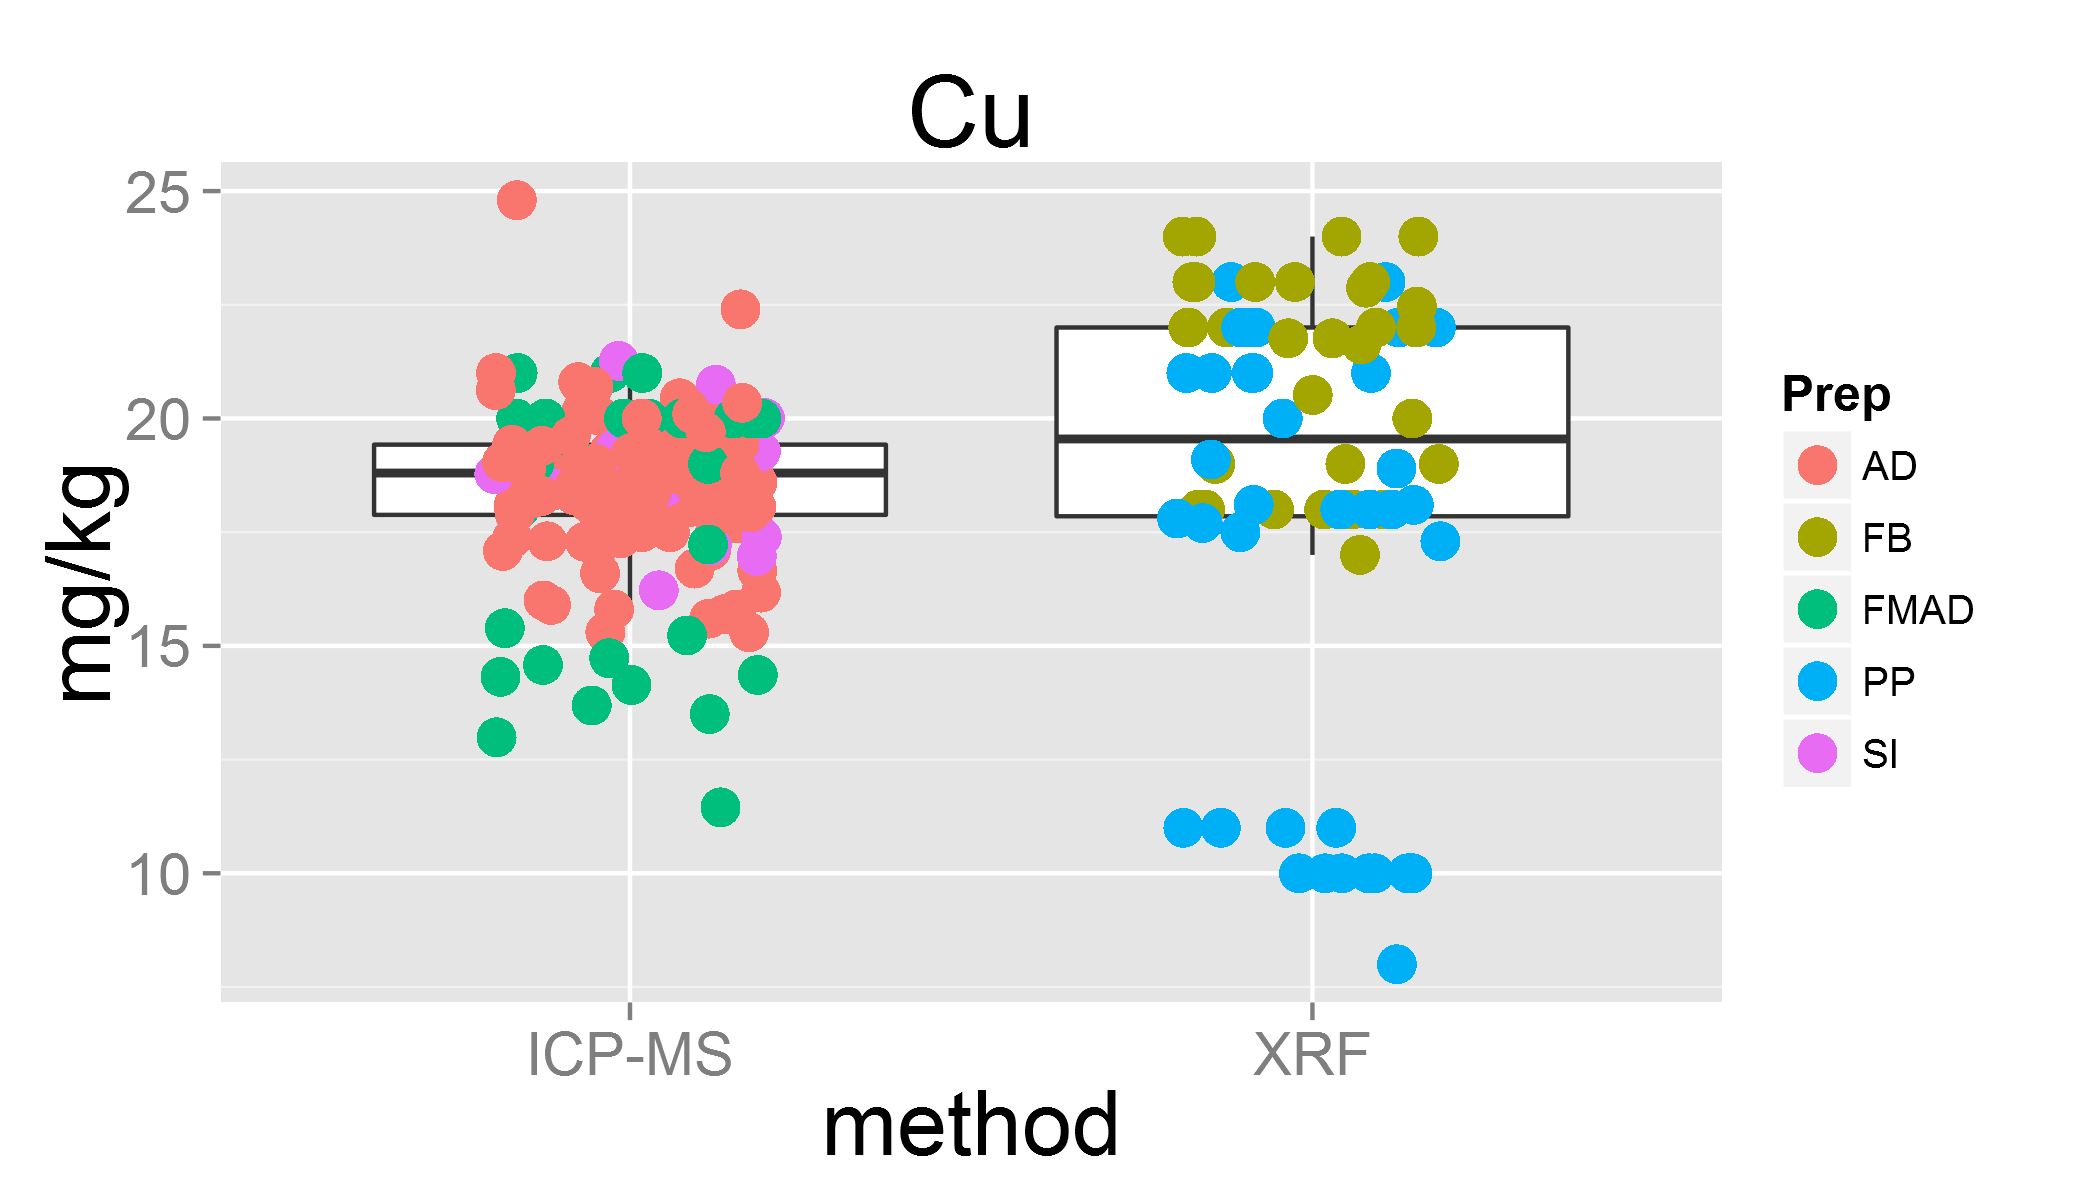 Cu
mg/kg
25
20
15
10
ICP-MS
XRF
method
Prep
AD
FB
FMAD
PP
SI